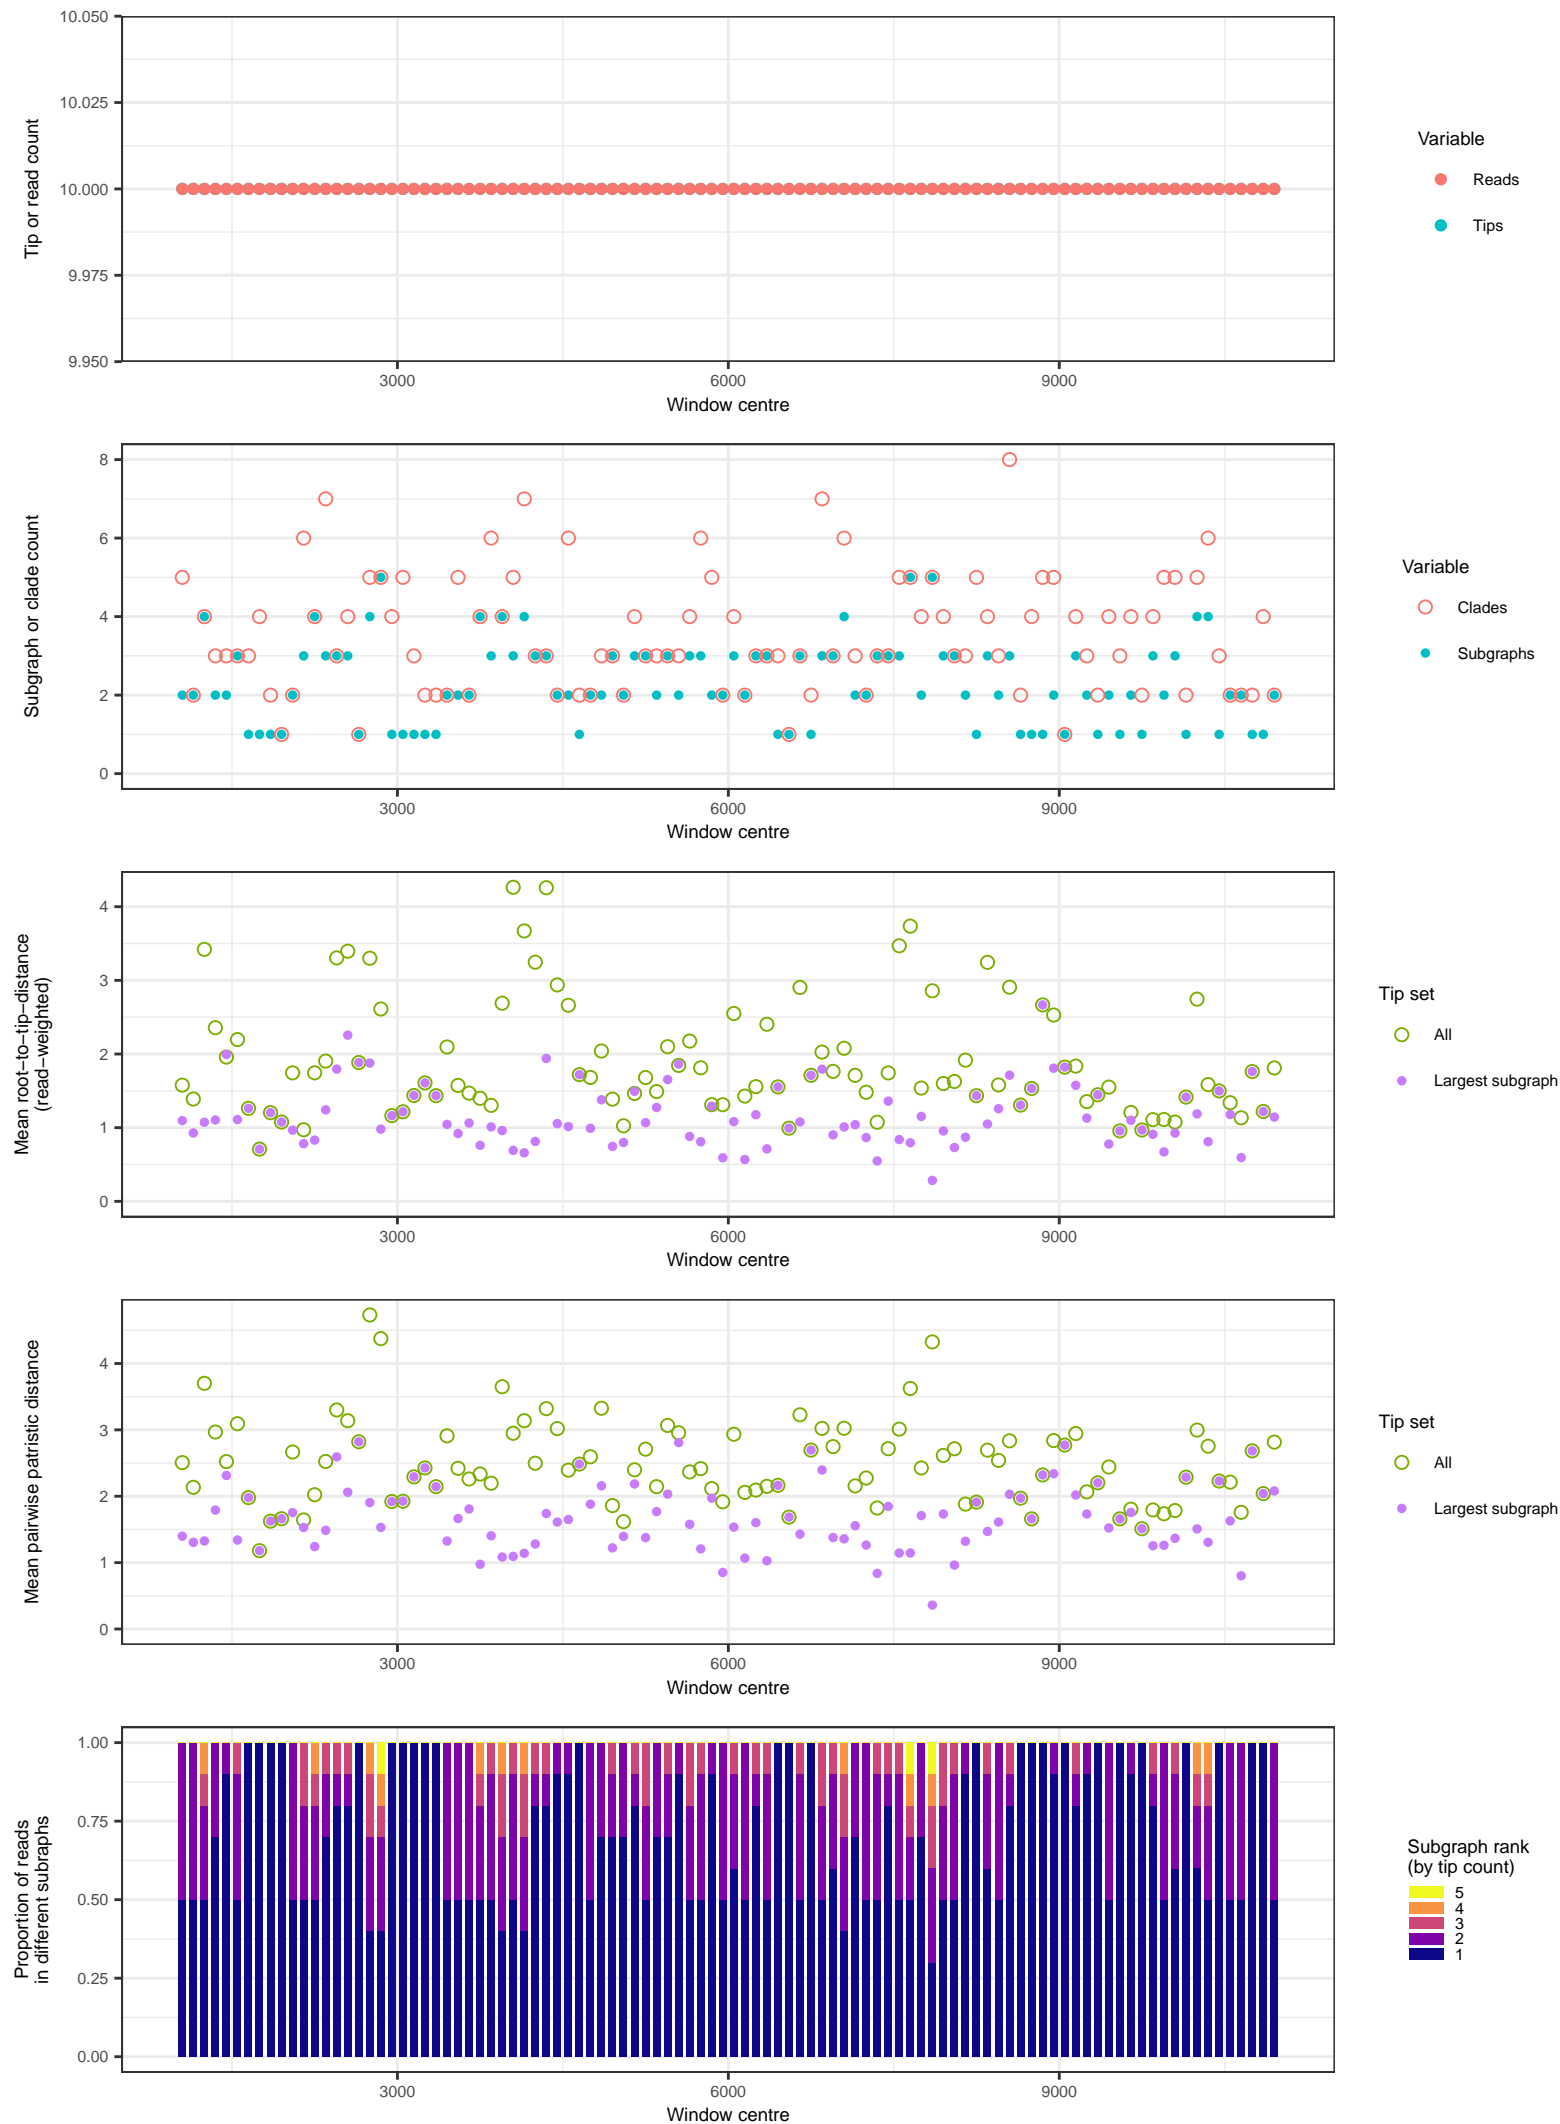 10.050
10.025
10.000
9.975
9.950
Tip or read count
3000 6000 9000
Window centre
Variable
Reads
Tips
8
6
4
2
0
Subgraph or clade count
3000 6000 9000
Window centre
Variable
Clades
Subgraphs
4
3
2
1
0
Mean root−to−tip−distance
(read−weighted)
3000 6000 9000
Window centre
Tip set
All
Largest subgraph
4
3
2
1
0
Mean pairwise patristic distance
3000 6000 9000
Window centre
Tip set
All
Largest subgraph
1.00
0.75
0.50
0.25
0.00
Proportion of reads
in different subraphs
3000 6000 9000
Window centre
Subgraph rank
(by tip count)
5
4
3
2
1